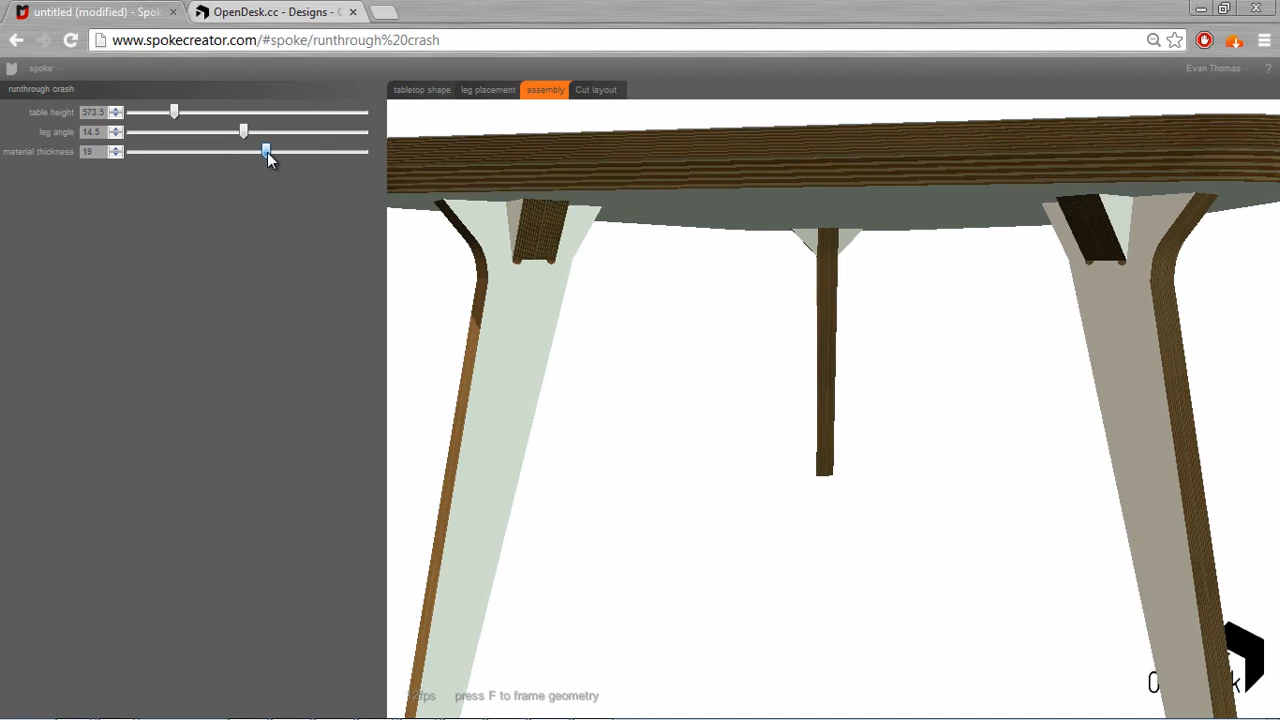 untitled (modified) - Spok
OpenDesk.cc - Designs -
www.spokecreator.com/#spoke/runthrough%20crash
spoke
Evan Thomas
?
runthrough crash
tabletop shape
leg placement
assembly
Cut layout
table height 573.5
leg angle 14.5
material thickness 19
fps
press F to frame geometry